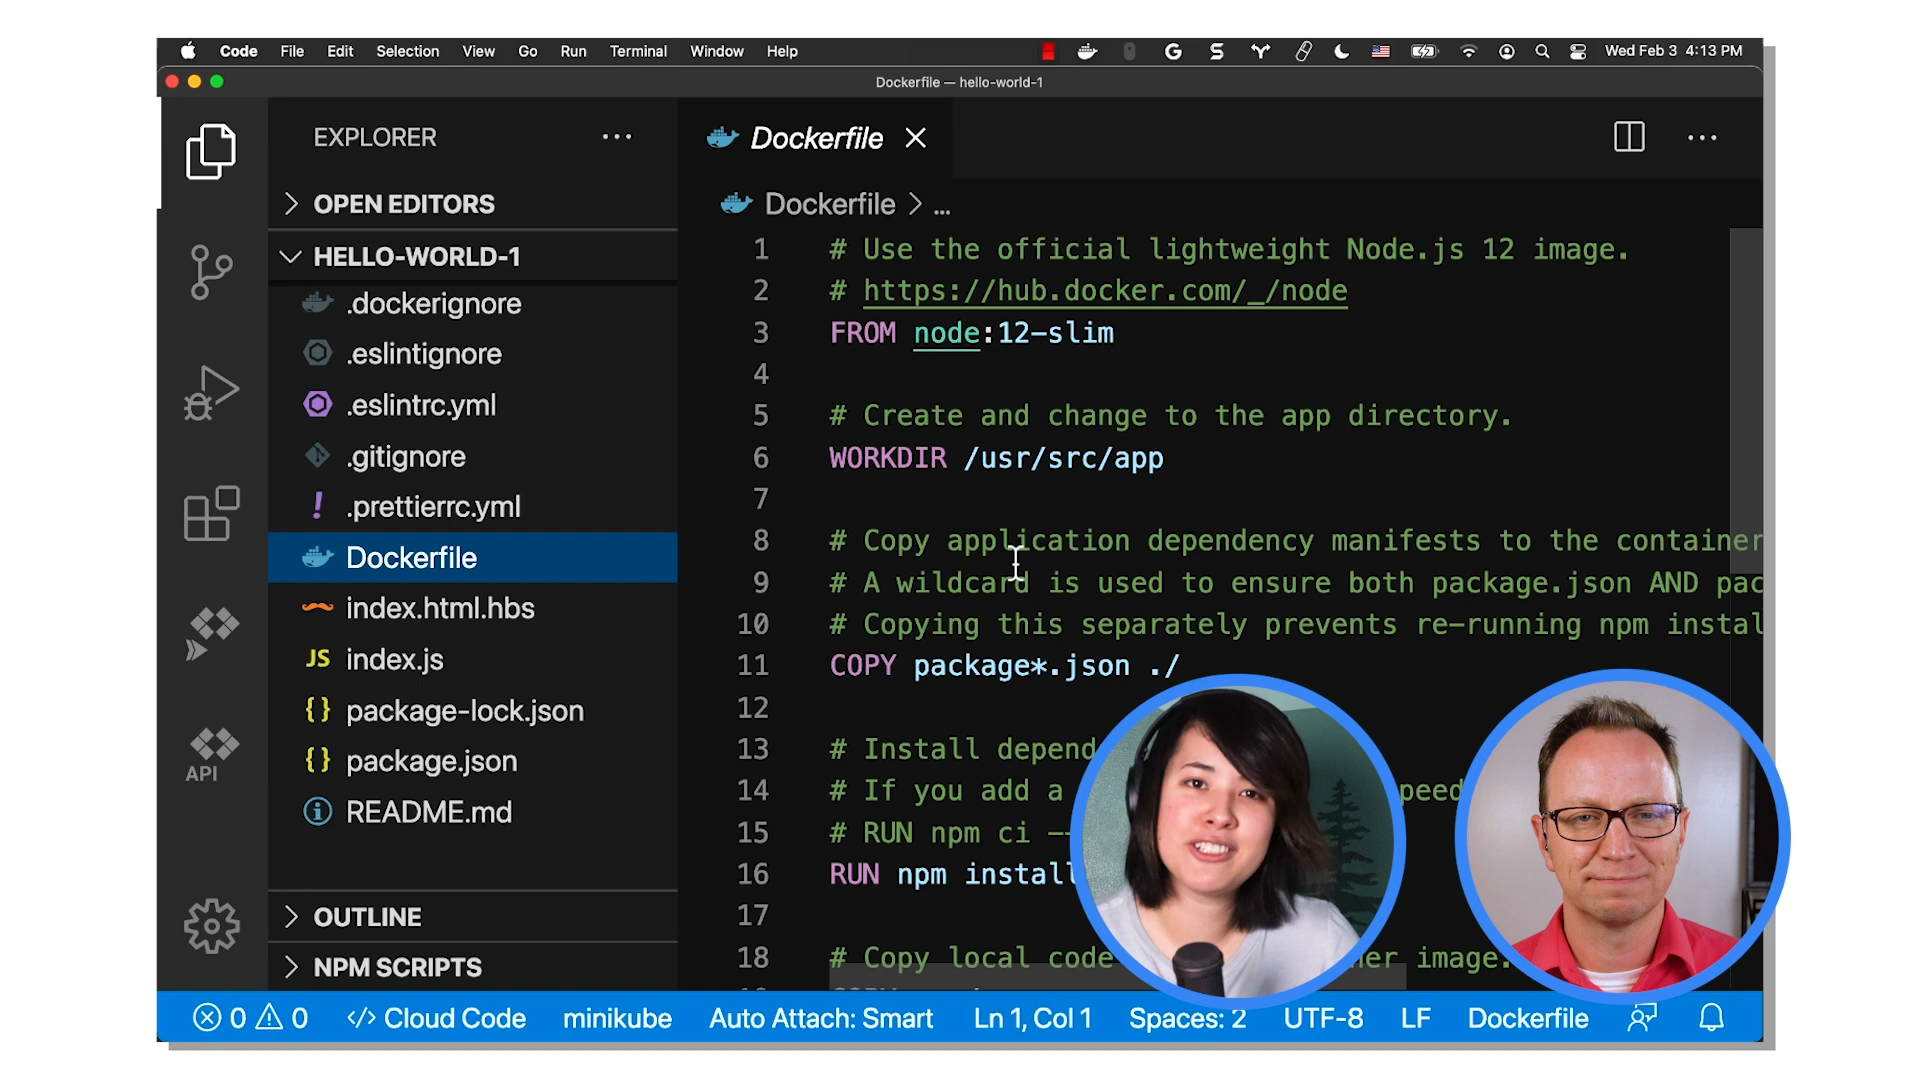 Code File Edit Selection View Go Run Terminal Window Help G S Wed Feb 3 4:13 PM
Dockerfile — hello-world-1
EXPLORER
OPEN EDITORS
HELLO-WORLD-1
.dockerignore
.eslintignore
.eslintrc.yml
.gitignore
! .prettierrc.yml
Dockerfile
index.html.hbs
JS index.js
{} package-lock.json
{} package.json
README.md
OUTLINE
NPM SCRIPTS
API
Dockerfile
Dockerfile > ...
1 # Use the official lightweight Node.js 12 image.
2 # https://hub.docker.com/_/node
3 FROM node:12-slim
4
5 # Create and change to the app directory.
6 WORKDIR /usr/src/app
7
8 # Copy application dependency manifests to the container
9 # A wildcard is used to ensure both package.json AND pac
10 # Copying this separately prevents re-running npm instal
11 COPY package*.json ./
12
13 # Install depend
14 # If you add a peed
15 # RUN npm ci --
16 RUN npm install
17
18 # Copy local code er image.
0 0 </> Cloud Code minikube Auto Attach: Smart Ln 1, Col 1 Spaces: 2 UTF-8 LF Dockerfile